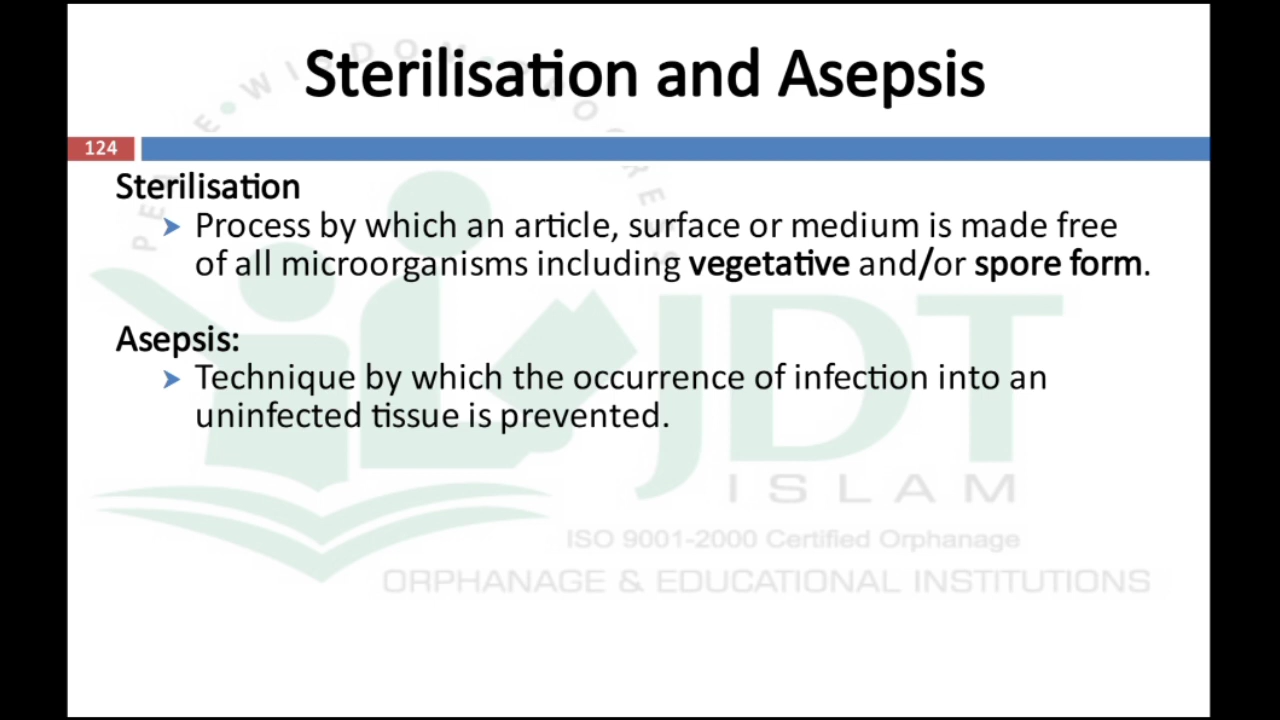 Sterilisation and Asepsis
124
Sterilisation
➤ Process by which an article, surface or medium is made free
of all microorganisms including vegetative and/or spore form.
Asepsis:
➤ Technique by which the occurrence of infection into an
uninfected tissue is prevented.
JDT
ISLAM
ISO 9001-2000 Certified Orphanage
ORPHANAGE & EDUCATIONAL INSTITUTIONS